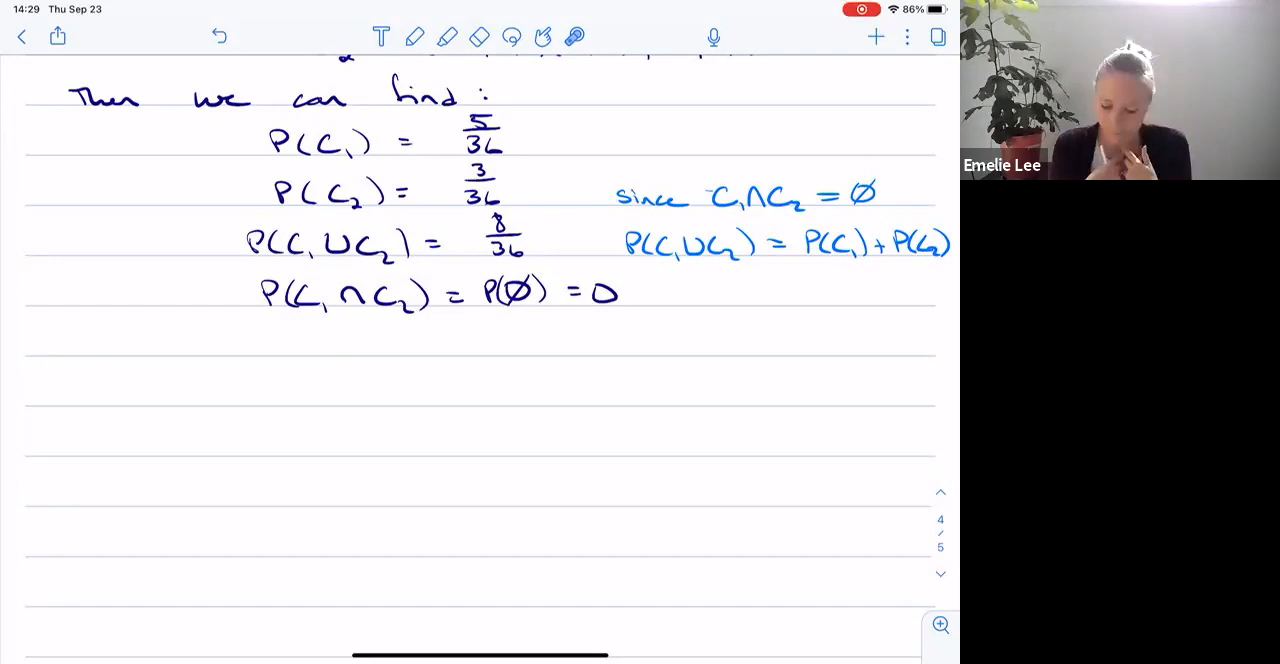 14:29 Thu Sep 23
86%
Then we can find :
P(C₁) = 5/36
P(C₂) = 3/36
since C₁∩C₂ = ∅
P(C₁∪C₂) = 8/36
P(C₁∪C₂) = P(C₁)+P(C₂)
P(C₁∩C₂) = P(∅) = 0
4
/
5
Emelie Lee